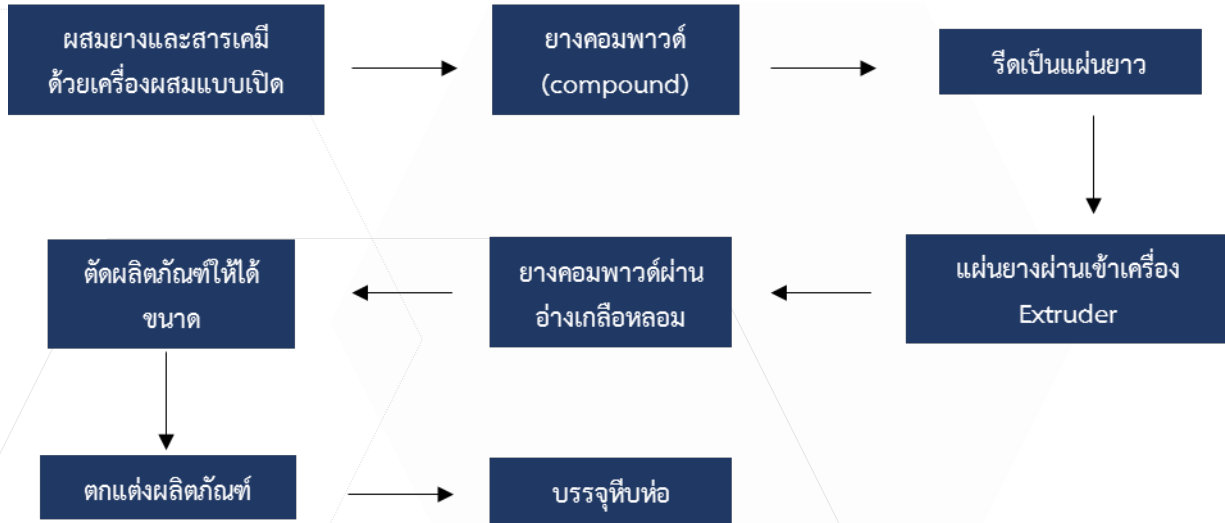 ผสมยางและสารเคมี
ด้วยเครื่องผสมแบบเปิด
ยางคอมพาวด์
(compound)
รีดเป็นแผ่นยาว
แผ่นยางผ่านเข้าเครื่อง
Extruder
ยางคอมพาวด์ผ่าน
อ่างเกลือหลอม
ตัดผลิตภัณฑ์ให้ได้
ขนาด
ตกแต่งผลิตภัณฑ์
บรรจุหีบห่อ